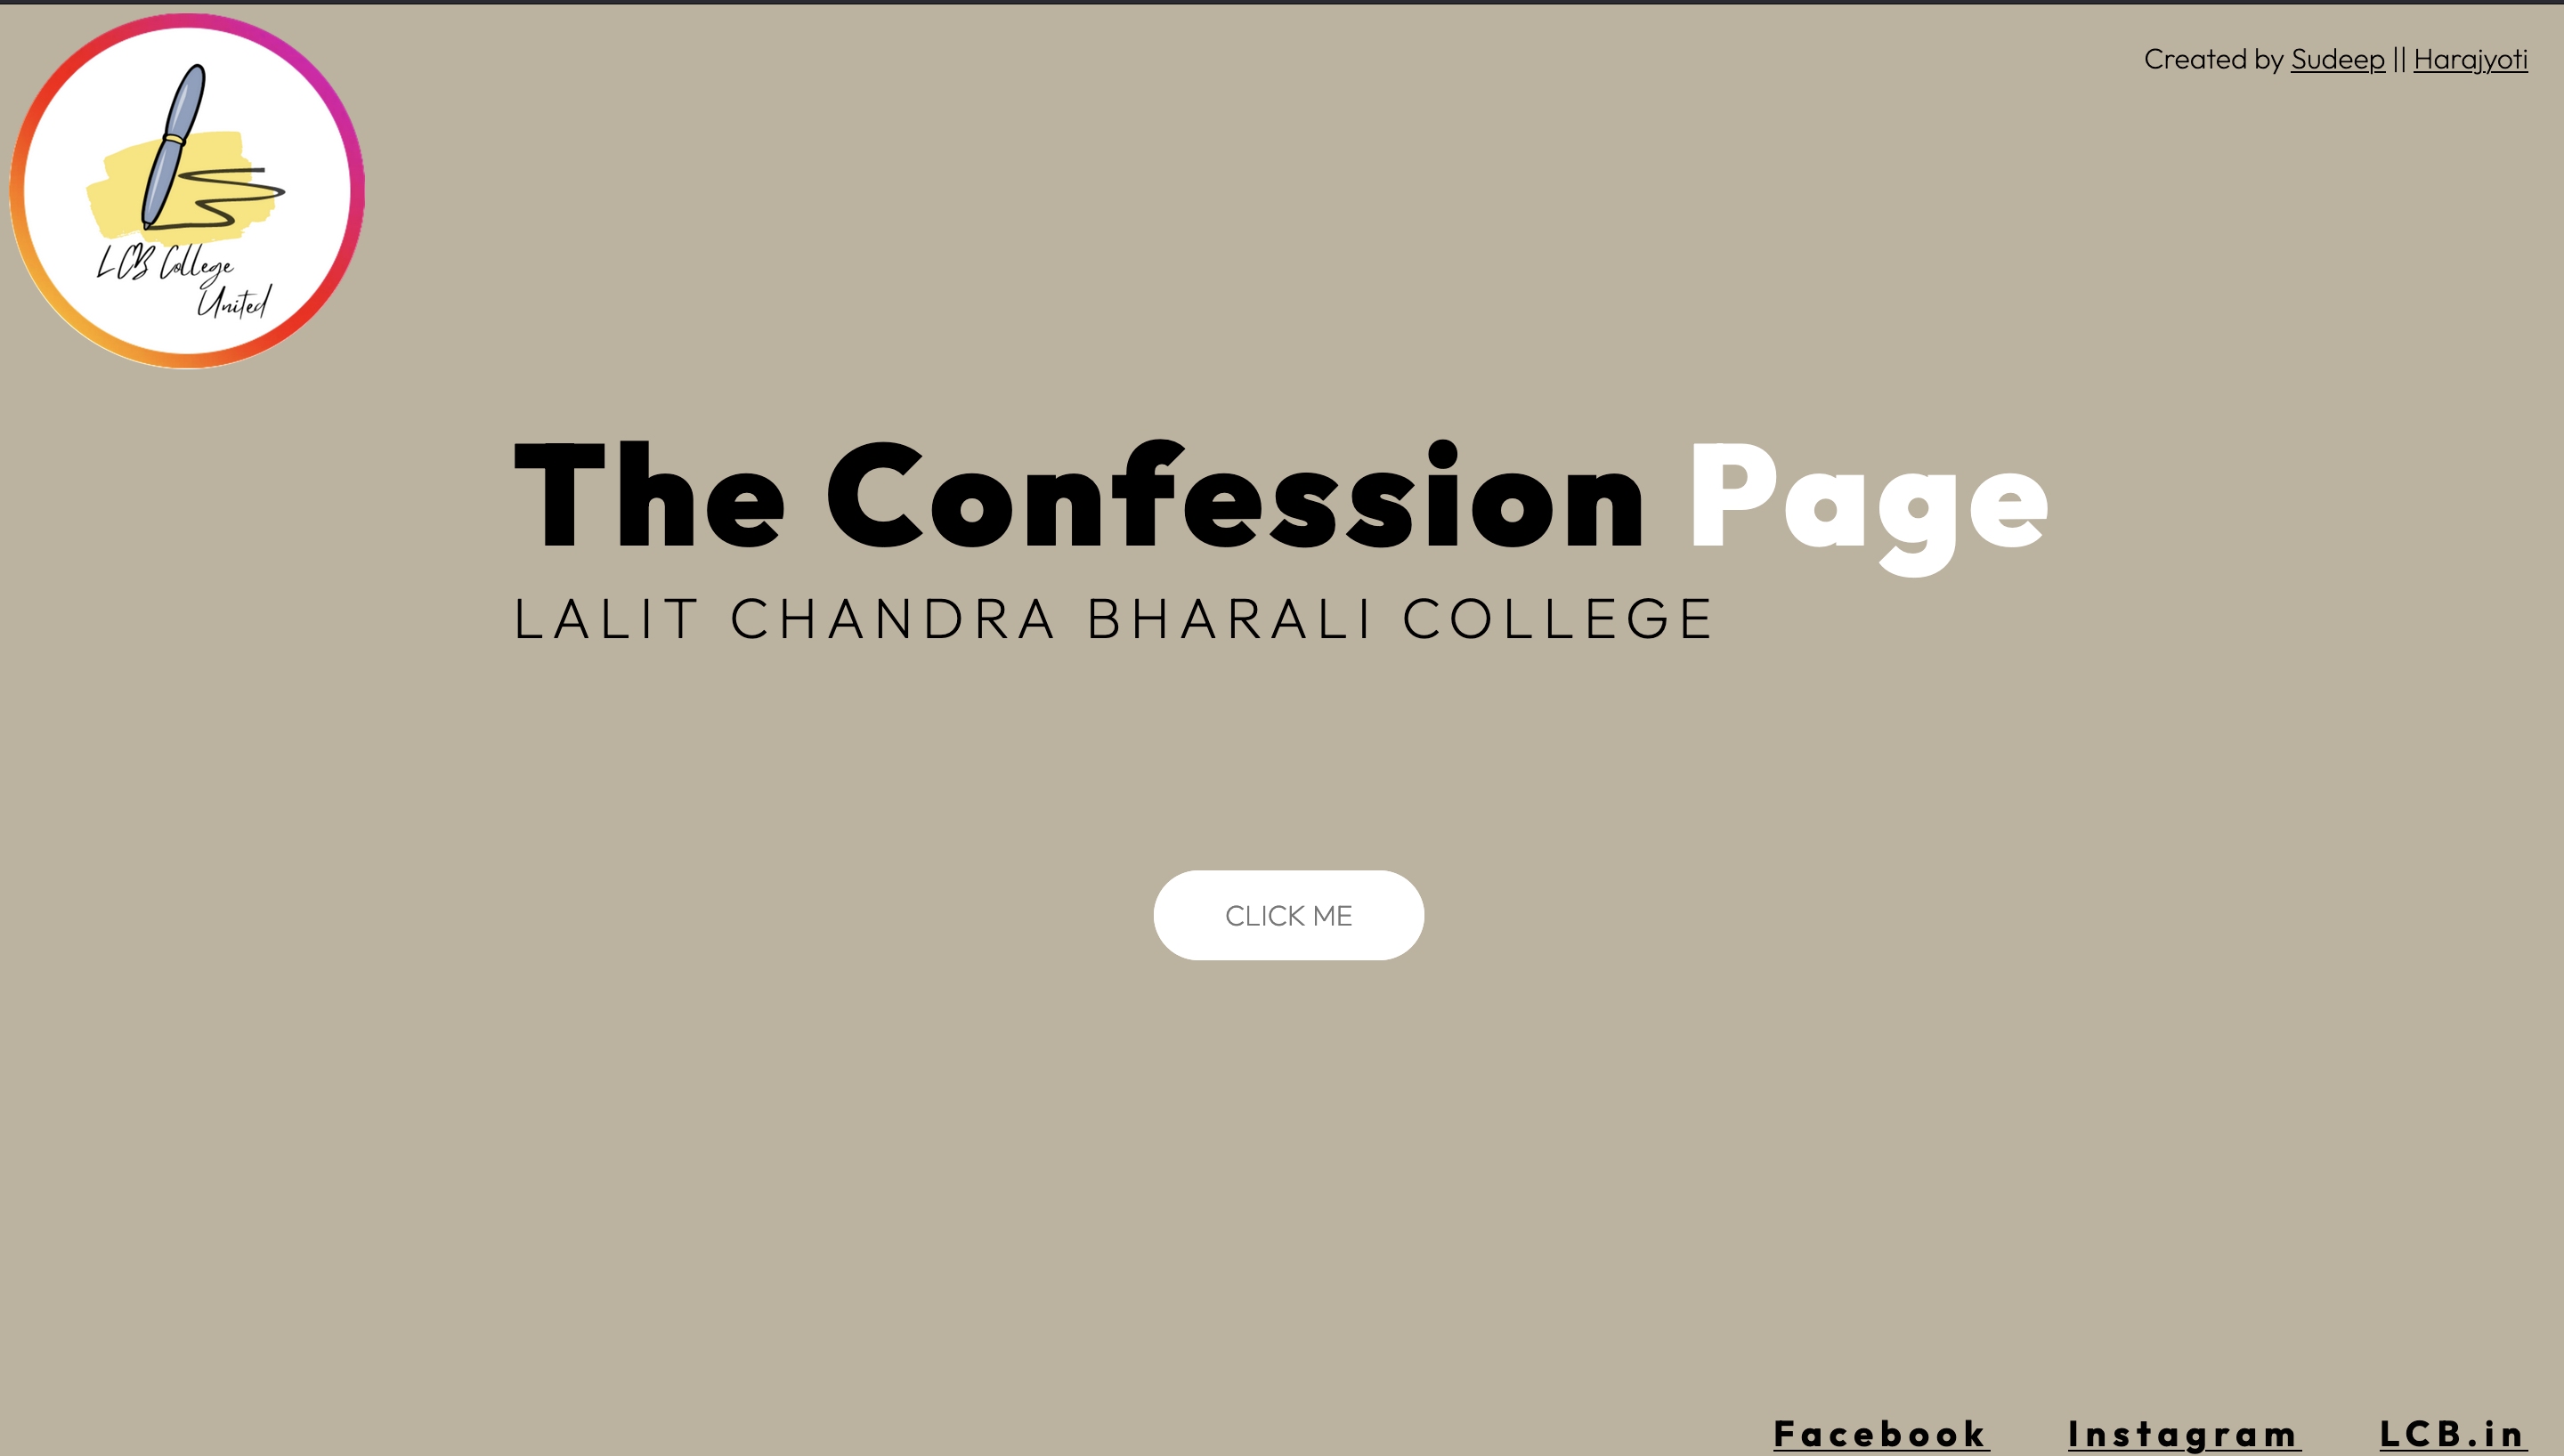 LCB College
United
Created by Sudeep || Harajyoti
The Confession Page
LALIT CHANDRA BHARALI COLLEGE
CLICK ME
Facebook Instagram LCB.in